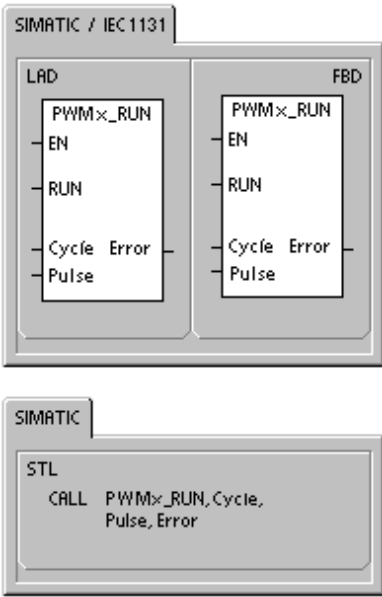 SIMATIC / IEC1131
LAD
FBD
PWMx_RUN
EN
RUN
Cycle Error
Pulse
PWMx_RUN
EN
RUN
Cycle Error
Pulse
SIMATIC
STL
CALL PWMx_RUN, Cycle,
Pulse, Error